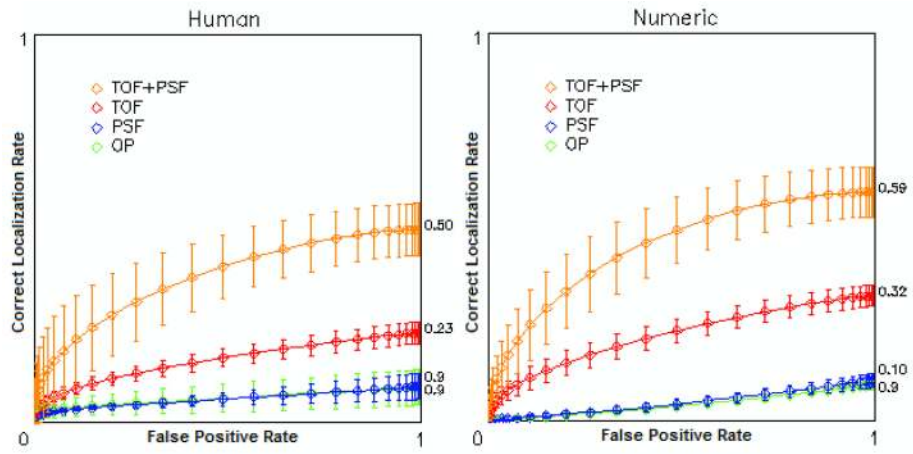 Human
1
Correct Localization Rate
TOF+PSF
TOF
PSF
OP
0.50
0.23
0.9
0.9
0
False Positive Rate
1
Numeric
1
Correct Localization Rate
TOF+PSF
TOF
PSF
OP
0.59
0.32
0.10
0.9
0
False Positive Rate
1